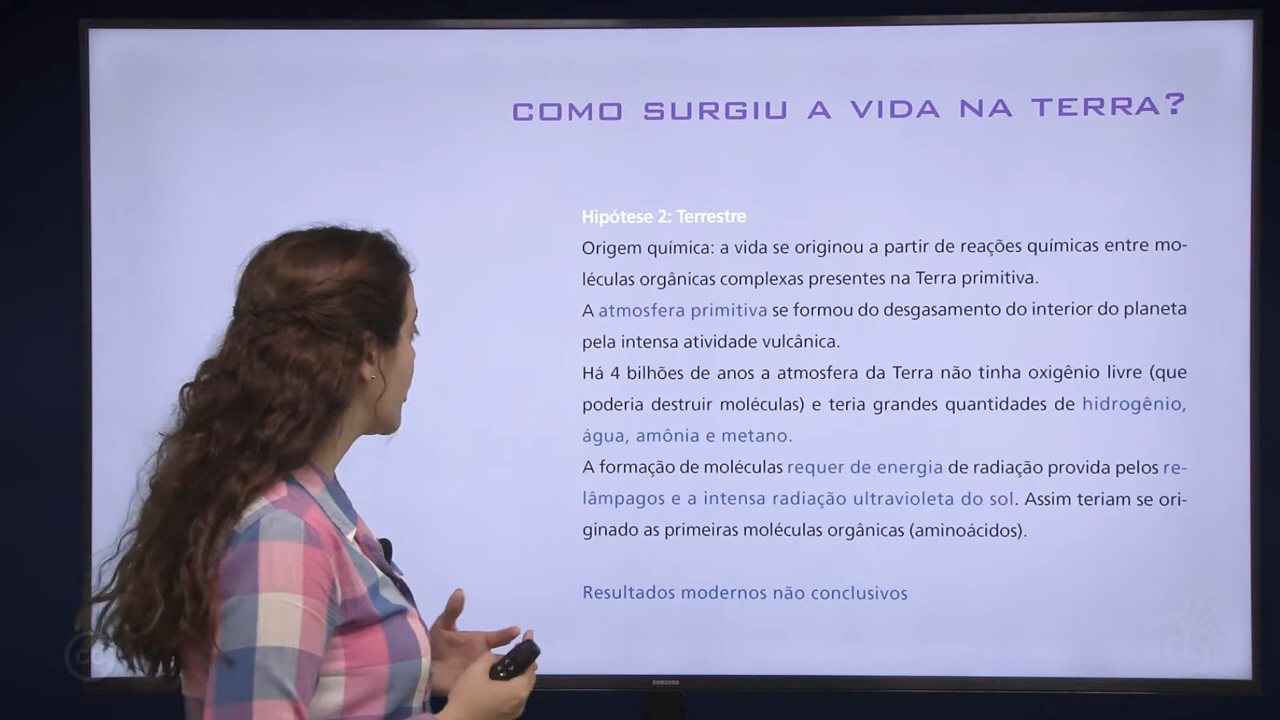 COMO SURGIU A VIDA NA TERRA?
Hipótese 2: Terrestre
Origem química: a vida se originou a partir de reações químicas entre mo-
léculas orgânicas complexas presentes na Terra primitiva.
A atmosfera primitiva se formou do desgasamento do interior do planeta
pela intensa atividade vulcânica.
Há 4 bilhões de anos a atmosfera da Terra não tinha oxigênio livre (que
poderia destruir moléculas) e teria grandes quantidades de hidrogênio,
água, amônia e metano.
A formação de moléculas requer de energia de radiação provida pelos re-
lâmpagos e a intensa radiação ultravioleta do sol. Assim teriam se ori-
ginado as primeiras moléculas orgânicas (aminoácidos).
Resultados modernos não conclusivos
SAMSUNG